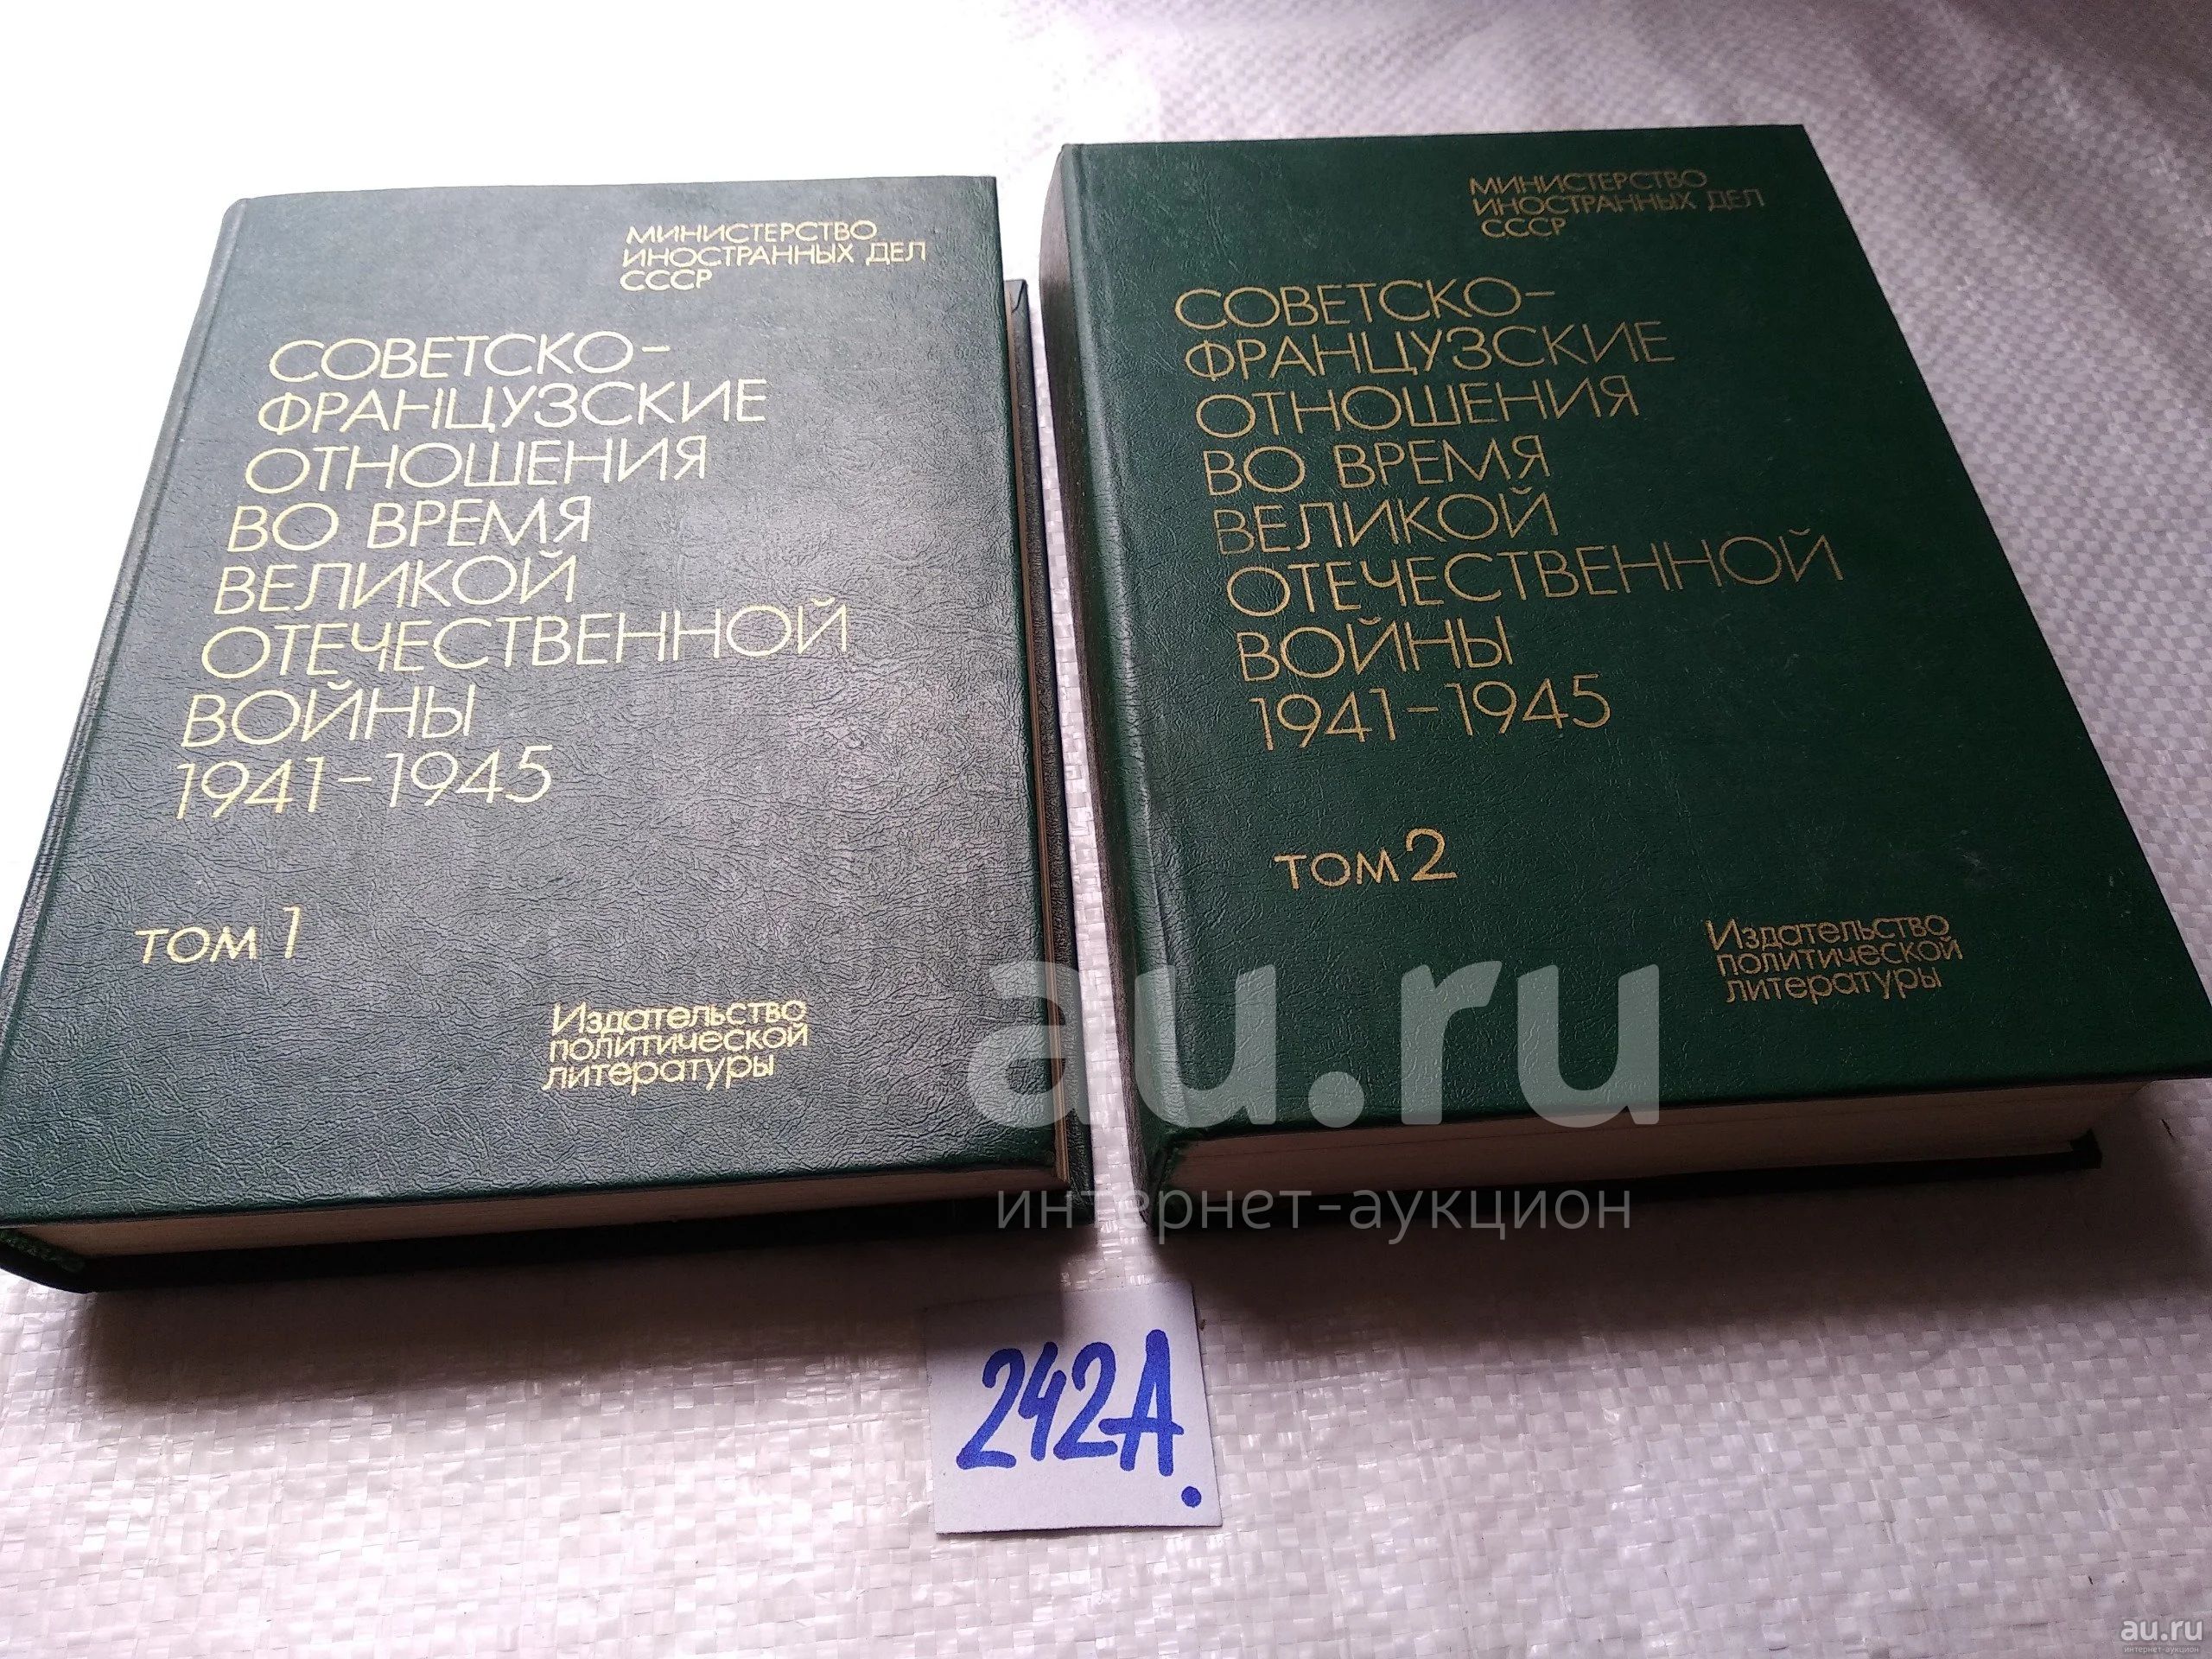 МИНИСТЕРСТВО
ИНОСТРАННЫХ ДЕЛ
СССР
СОВЕТСКО-
ФРАНЦУЗСКИЕ
ОТНОШЕНИЯ
ВО ВРЕМЯ
ВЕЛИКОЙ
ОТЕЧЕСТВЕННОЙ
ВОЙНЫ
1941-1945
ТОМ 1
Издательство
политической
литературы
МИНИСТЕРСТВО
ИНОСТРАННЫХ ДЕЛ
СССР
СОВЕТСКО-
ФРАНЦУЗСКИЕ
ОТНОШЕНИЯ
ВО ВРЕМЯ
ВЕЛИКОЙ
ОТЕЧЕСТВЕННОЙ
ВОЙНЫ
1941-1945
ТОМ 2
Издательство
политической
литературы
au.ru
интернет-аукцион
242А.
au.ru
интернет-аукцион